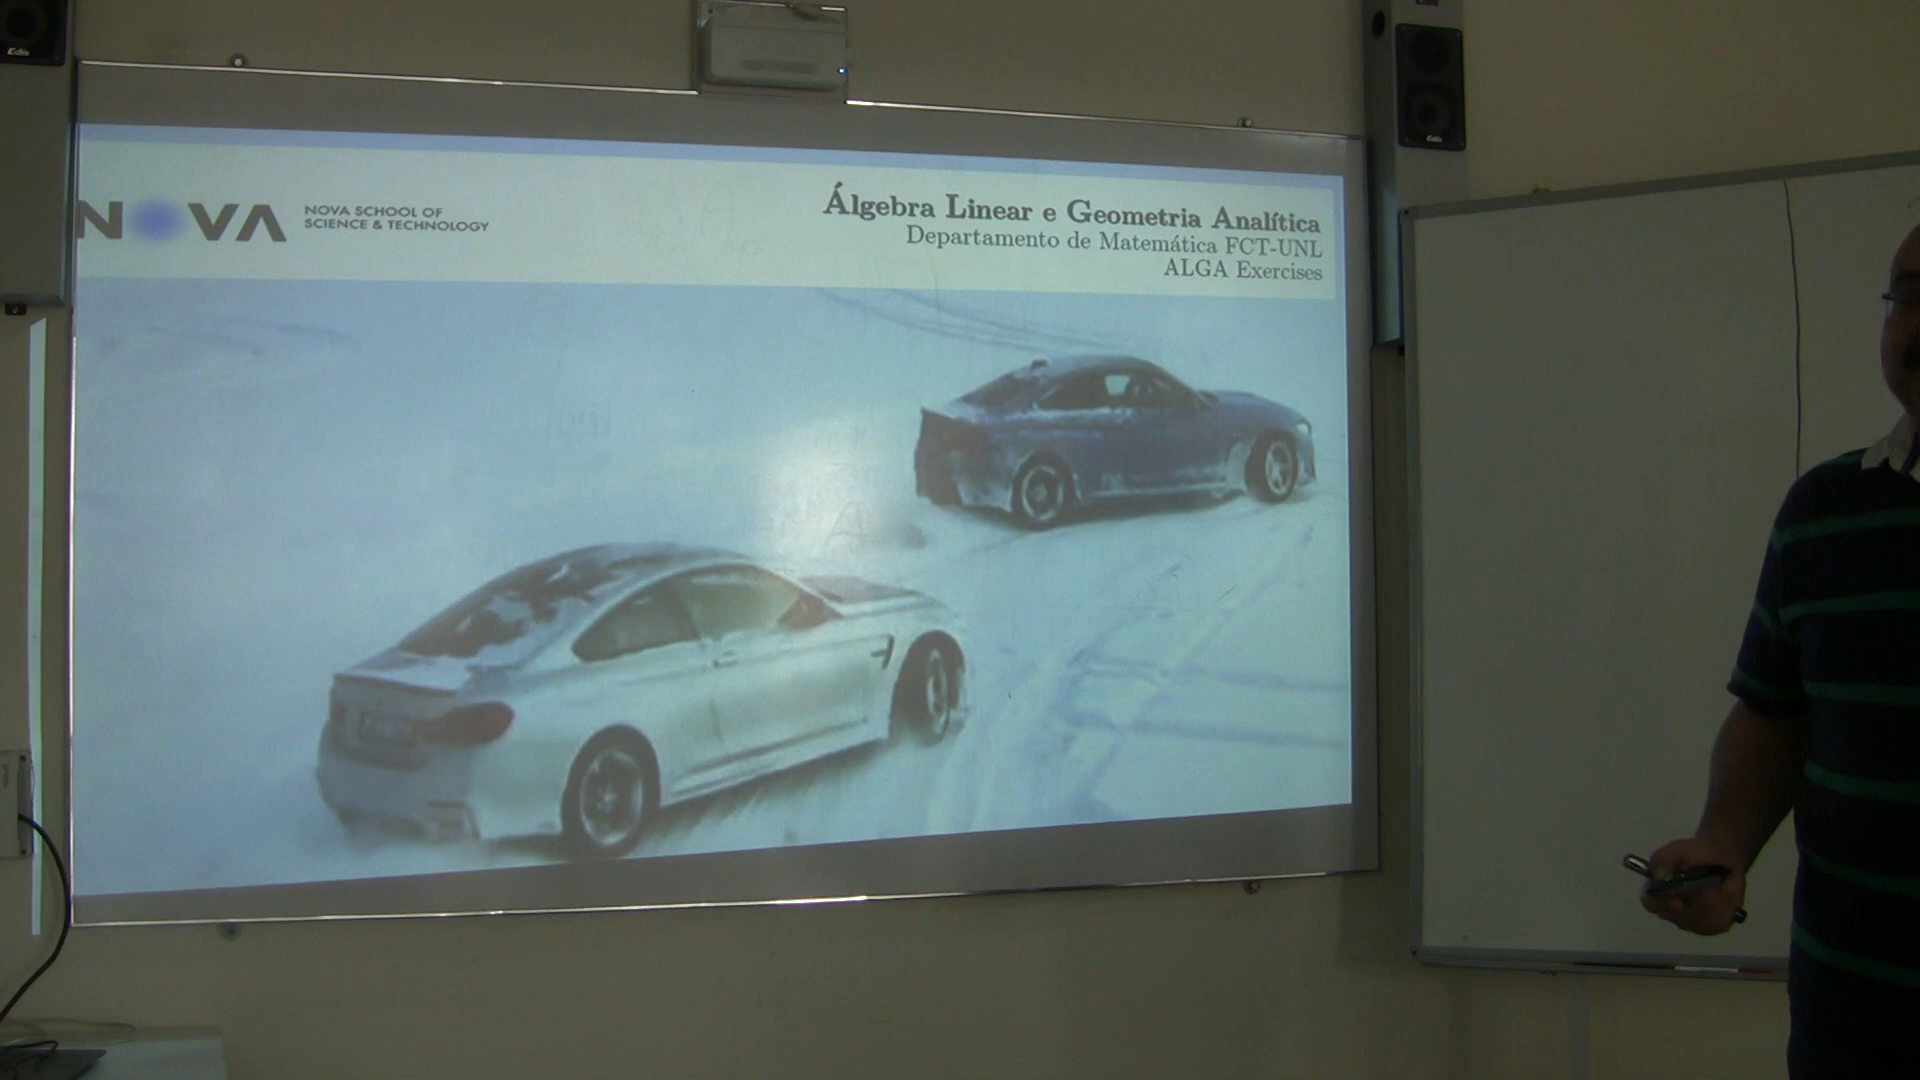 NOVA
NOVA SCHOOL OF
SCIENCE & TECHNOLOGY
Álgebra Linear e Geometria Analítica
Departamento de Matemática FCT-UNL
ALGA Exercises